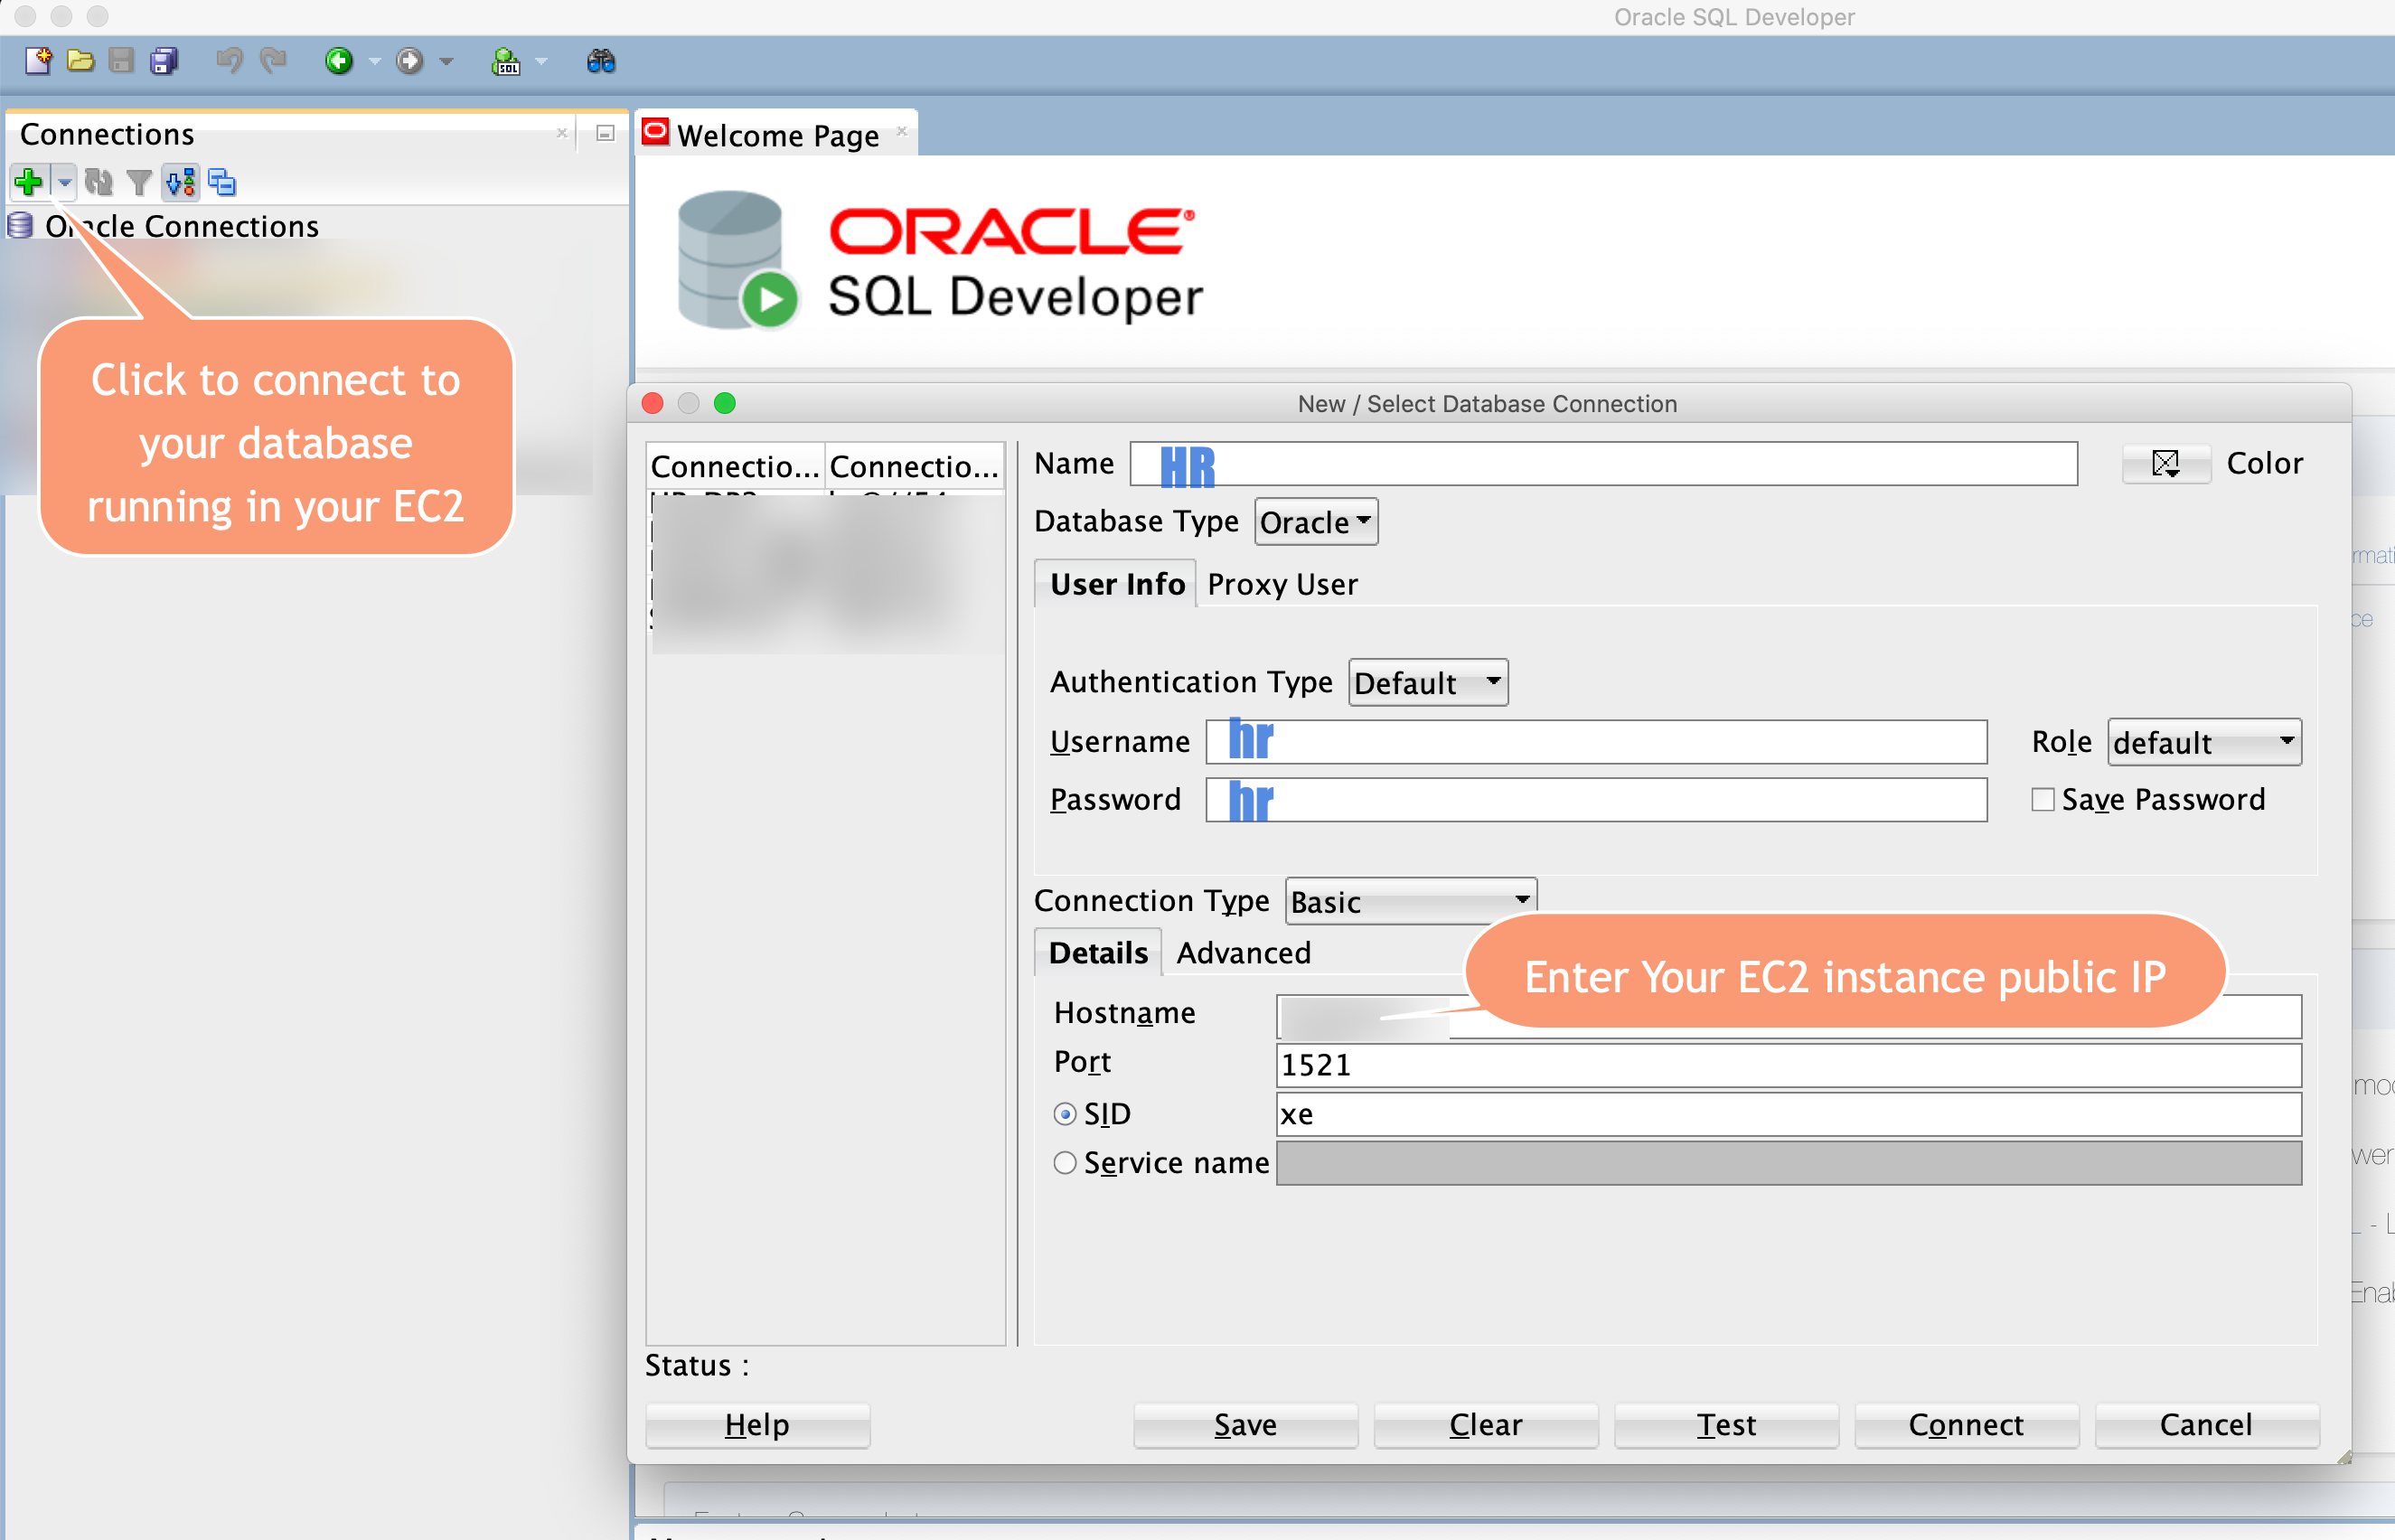 Oracle SQL Developer
SQL
Connections
Welcome Page
Oracle Connections
ORACLE
SQL Developer
Click to connect to
your database
running in your EC2
New / Select Database Connection
Connectio... Connectio...
Name HR Color
Database Type Oracle
User Info Proxy User
Authentication Type Default
Username hr Role default
Password hr Save Password
Connection Type Basic
Details Advanced
Enter Your EC2 instance public IP
Hostname
Port 1521
SID xe
Service name
Status :
Help Save Clear Test Connect Cancel